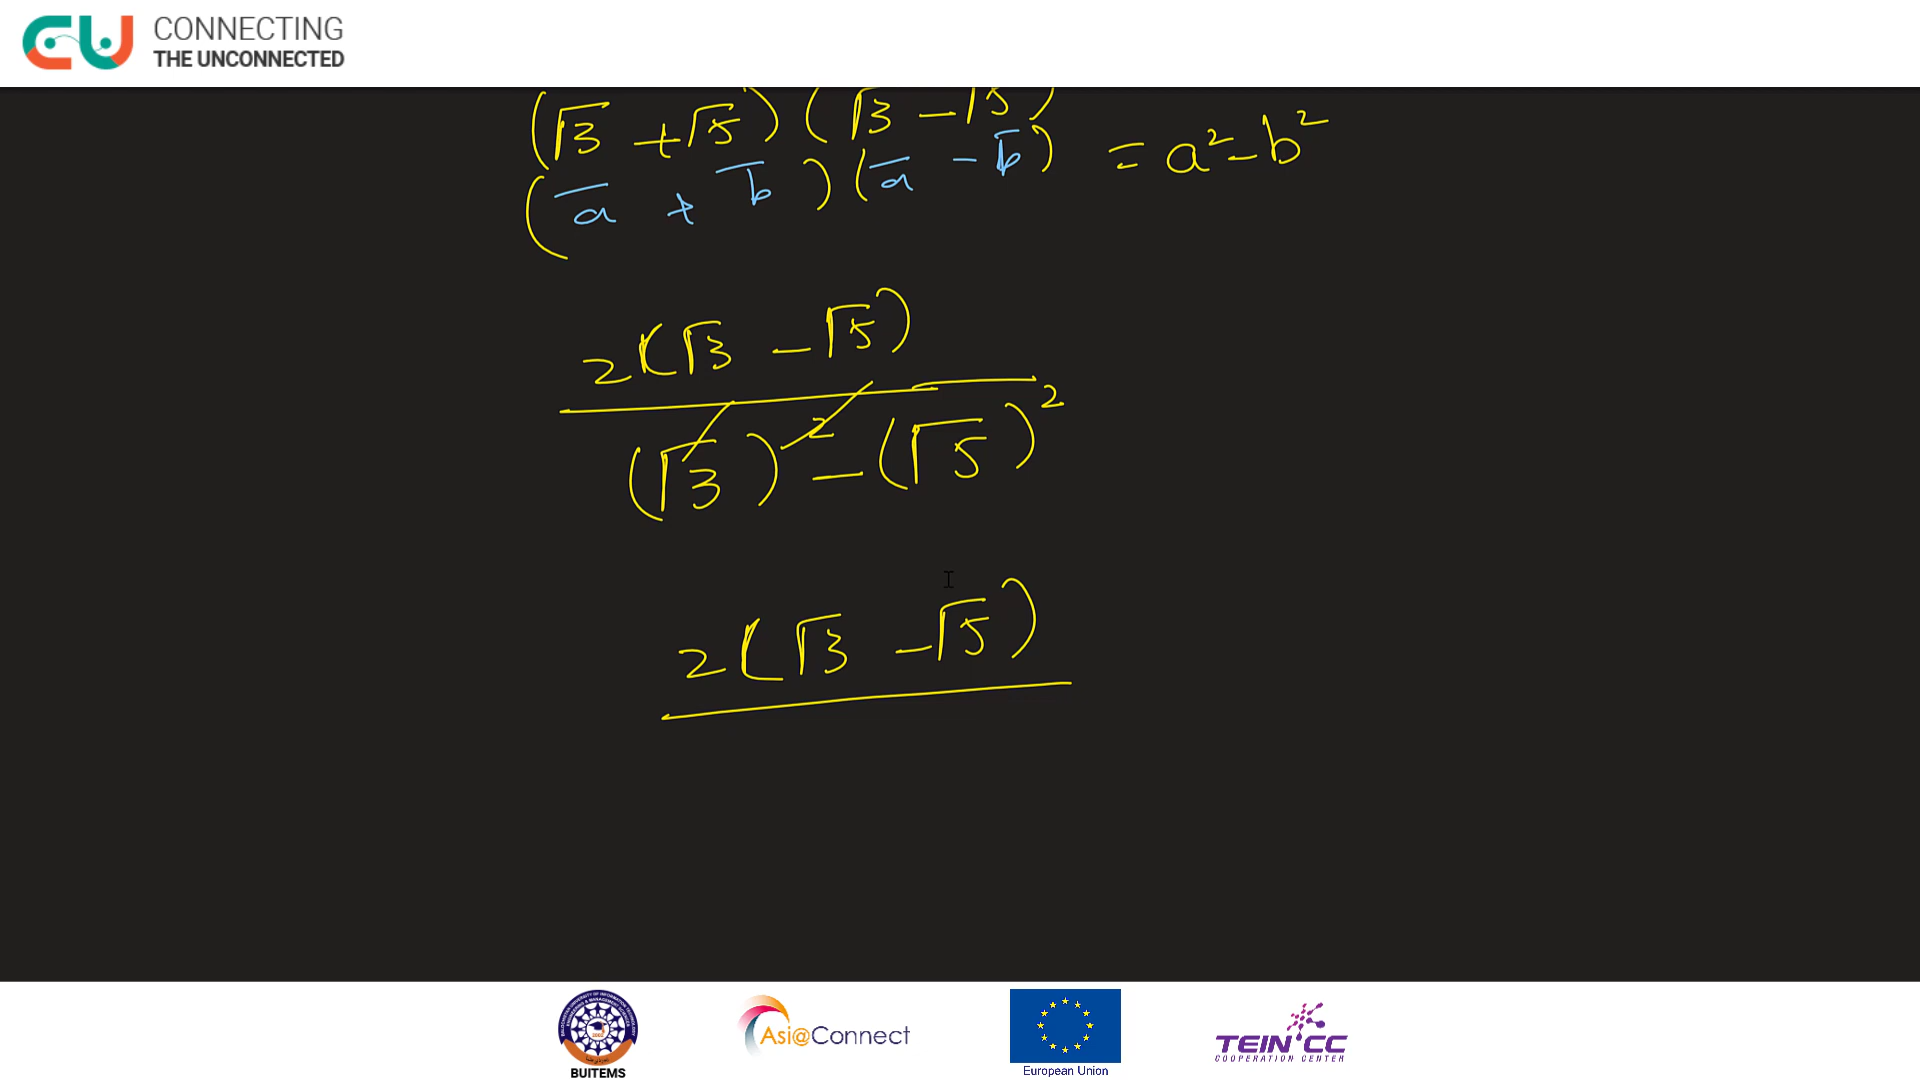 CONNECTING
THE UNCONNECTED
(√3 + √5) (√3 - √5)
(a + b) (a - b) = a² - b²
2(√3 - √5)
(√3)² - (√5)²
2(√3 - √5)
BUITEMS
Asi@Connect
European Union
TEIN*CC
COOPERATION CENTER